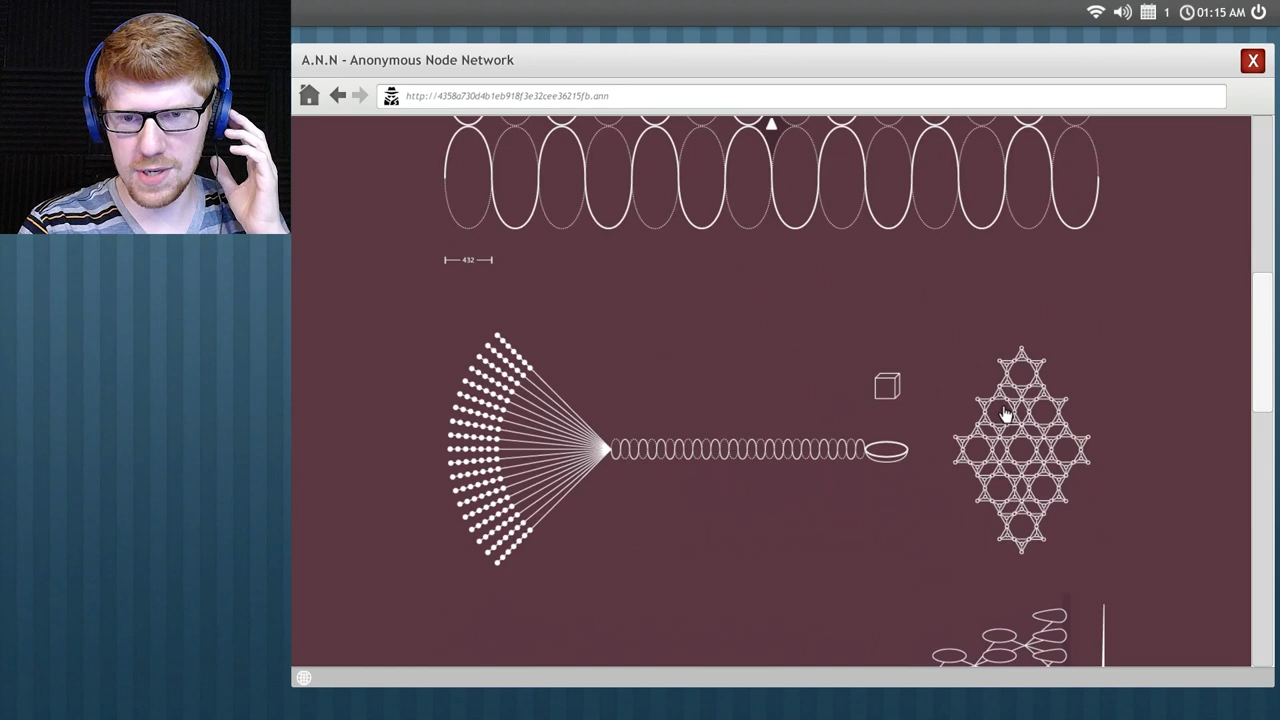 1 01:15 AM
A.N.N - Anonymous Node Network
X
http://4358a730d4b1eb918f3e32cee36215fb.ann
432